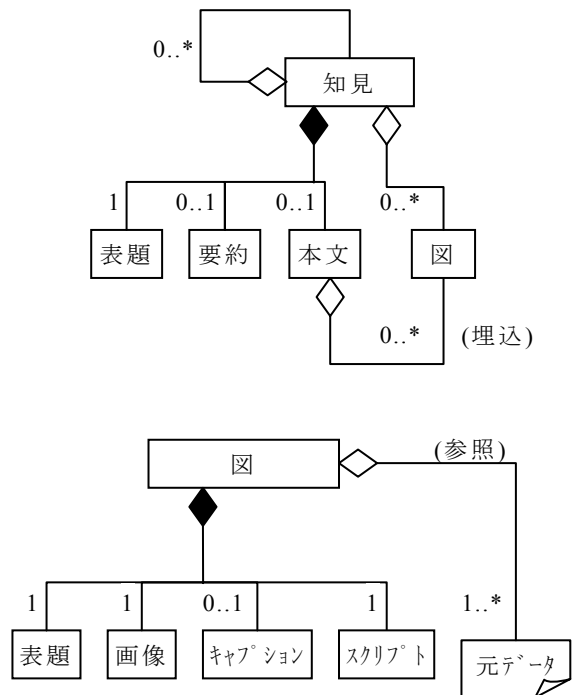 0..*
知見
1
0..1
0..1
0..*
表題
要約
本文
図
0..*
(埋込)
図
(参照)
1
1
0..1
1
1..*
表題
画像
ｷｬﾌﾟｼｮﾝ
ｽｸﾘﾌﾟﾄ
元ﾃﾞｰﾀ